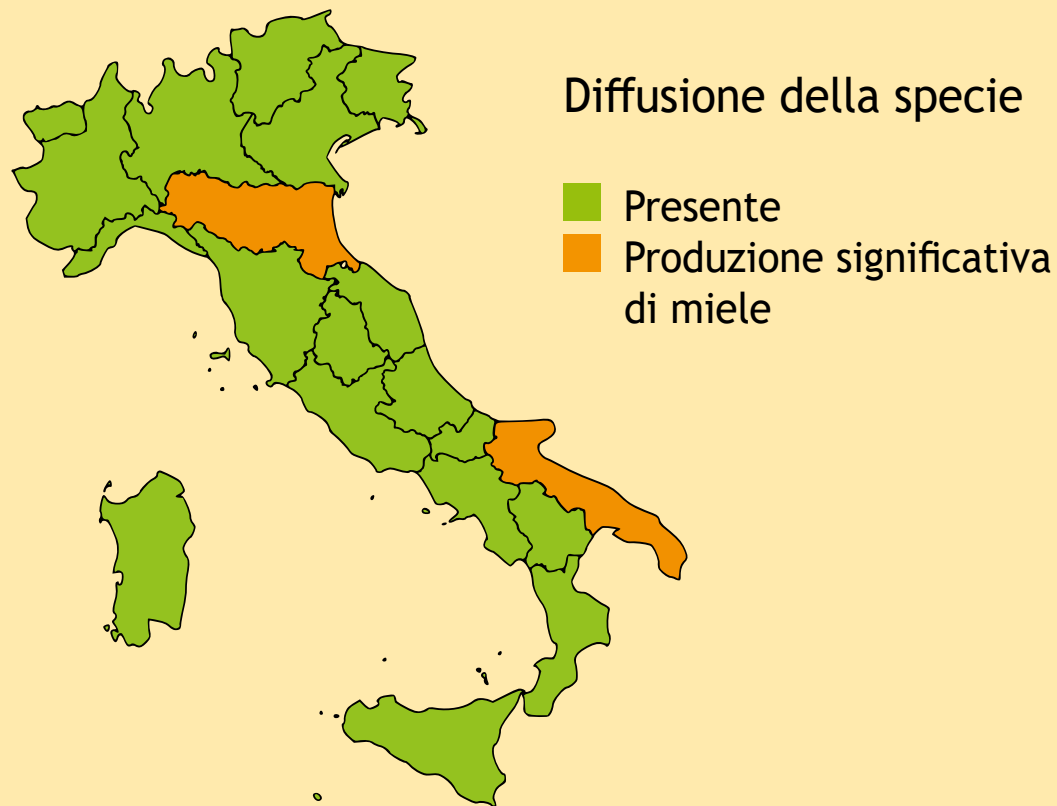 Diffusione della specie
Presente
Produzione significativa
di miele